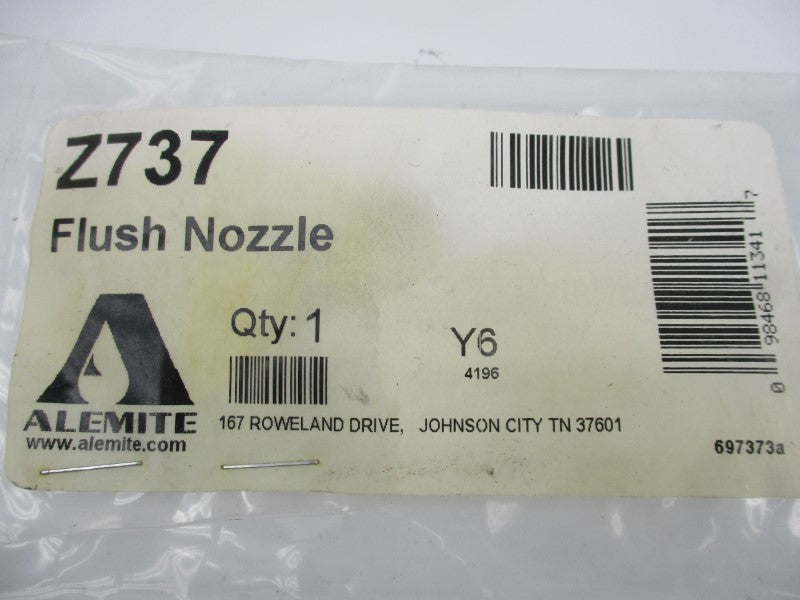 Z737
Flush Nozzle
Qty: 1
Y6
4196
ALEMITE
www.alemite.com
167 ROWELAND DRIVE, JOHNSON CITY TN 37601
0 98468 11341 7
697373a